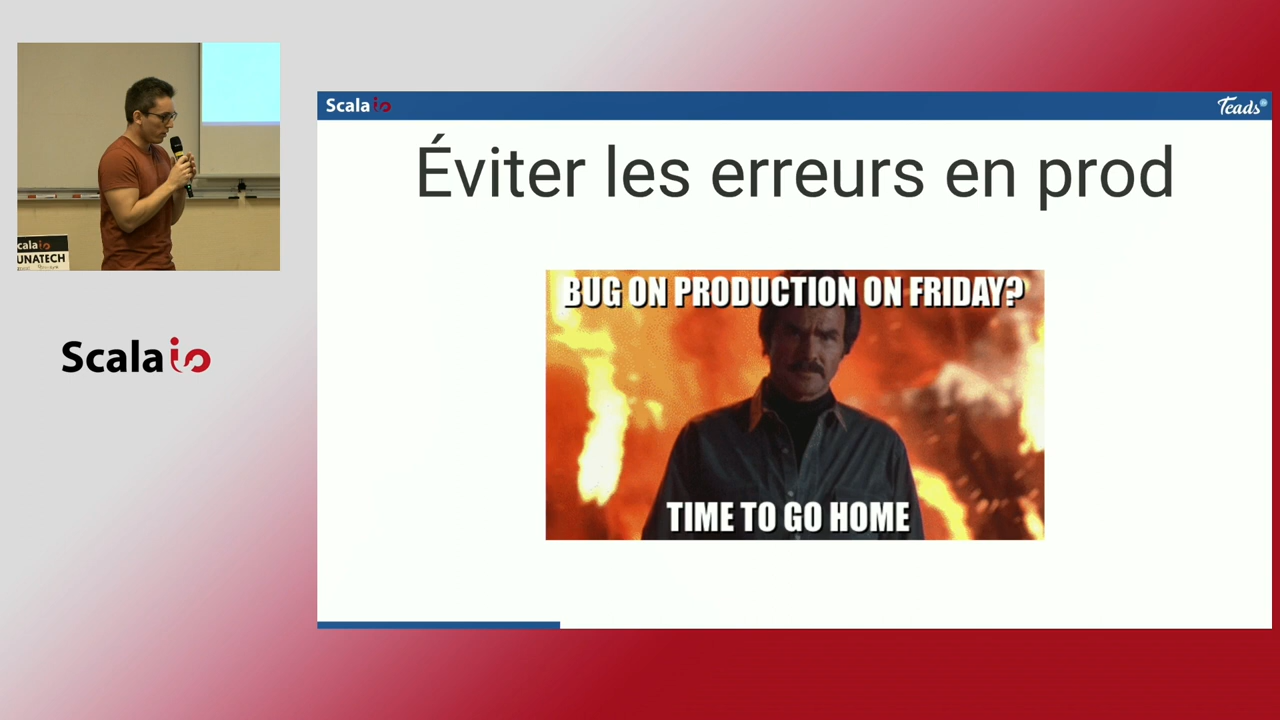 Scala io
Teads
Éviter les erreurs en prod
BUG ON PRODUCTION ON FRIDAY?
TIME TO GO HOME
cala io
UNATECH
Scala io